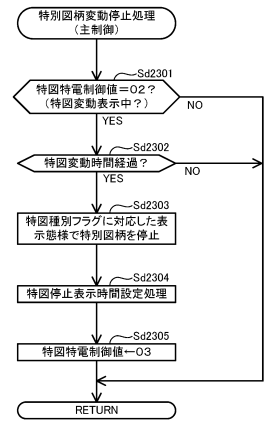 特別図柄変動停止処理
（主制御）
Sd2301
特図特電制御値＝02？
（特図変動表示中？）
NO
YES
Sd2302
特図変動時間経過？
NO
YES
Sd2303
特図種別フラグに対応した表
示態様で特別図柄を停止
Sd2304
特図停止表示時間設定処理
Sd2305
特図特電制御値←03
RETURN